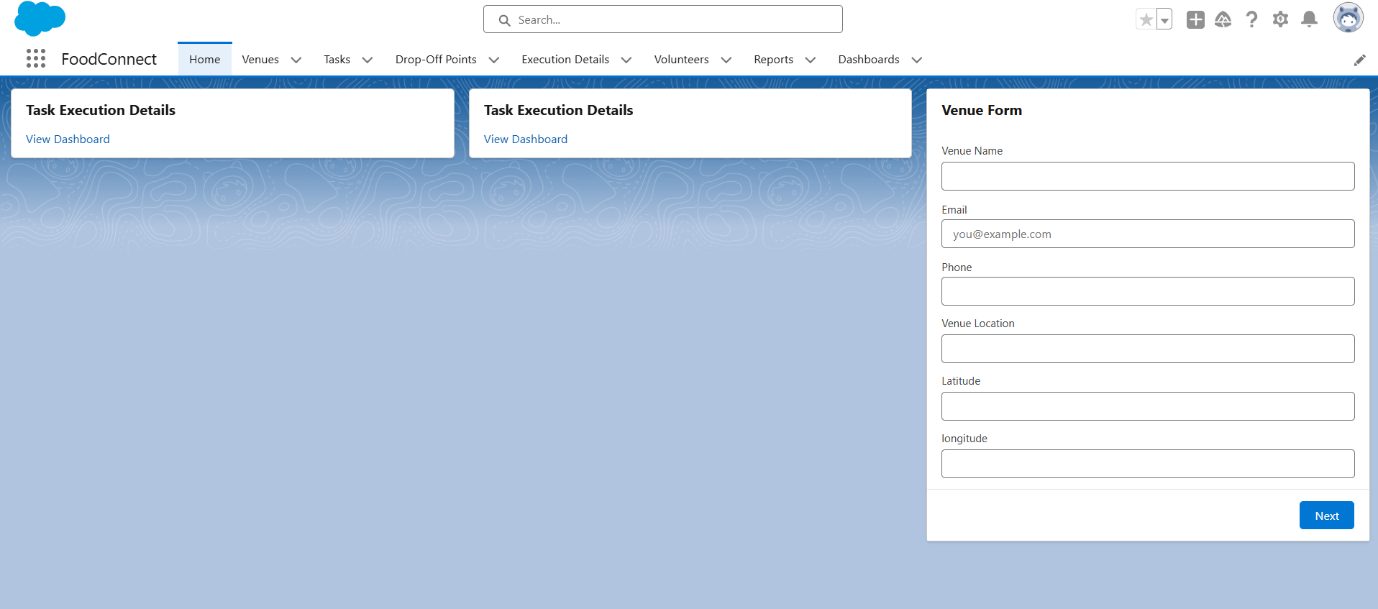 Search...
FoodConnect
Home
Venues
Tasks
Drop-Off Points
Execution Details
Volunteers
Reports
Dashboards
Task Execution Details
View Dashboard
Task Execution Details
View Dashboard
Venue Form
Venue Name
Email
you@example.com
Phone
Venue Location
Latitude
longitude
Next